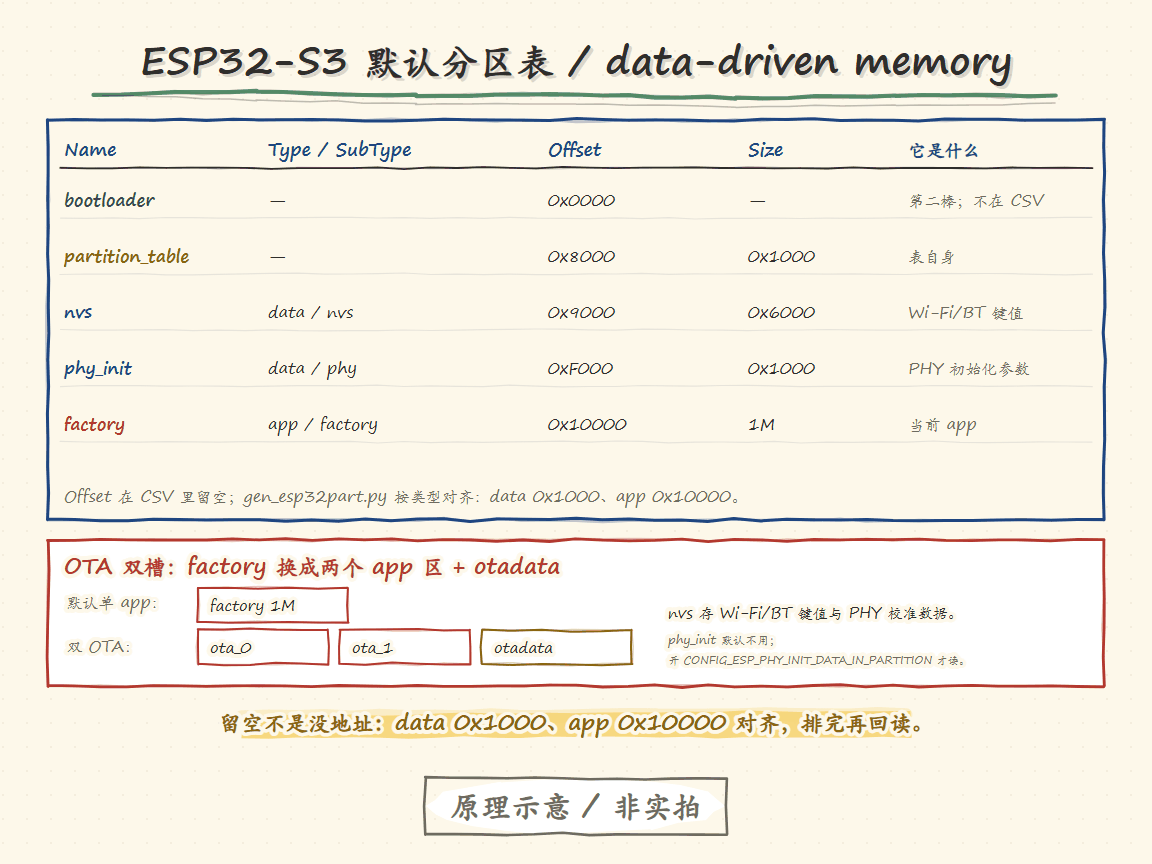 ESP32-S3 默认分区表 / data-driven memory
Name Type / SubType Offset Size 它是什么
bootloader — 0x0000 — 第二棒；不在 CSV
partition_table — 0x8000 0x1000 表自身
nvs data / nvs 0x9000 0x6000 Wi-Fi/BT 键值
phy_init data / phy 0xF000 0x1000 PHY 初始化参数
factory app / factory 0x10000 1M 当前 app
Offset 在 CSV 里留空；gen_esp32part.py 按类型对齐：data 0x1000、app 0x10000。
OTA 双槽：factory 换成两个 app 区 + otadata
默认单 app： factory 1M
双 OTA： ota_0 ota_1 otadata
nvs 存 Wi-Fi/BT 键值与 PHY 校准数据。
phy_init 默认不用；
开 CONFIG_ESP_PHY_INIT_DATA_IN_PARTITION 才读。
留空不是没地址：data 0x1000、app 0x10000 对齐，排完再回读。
原理示意 / 非实拍